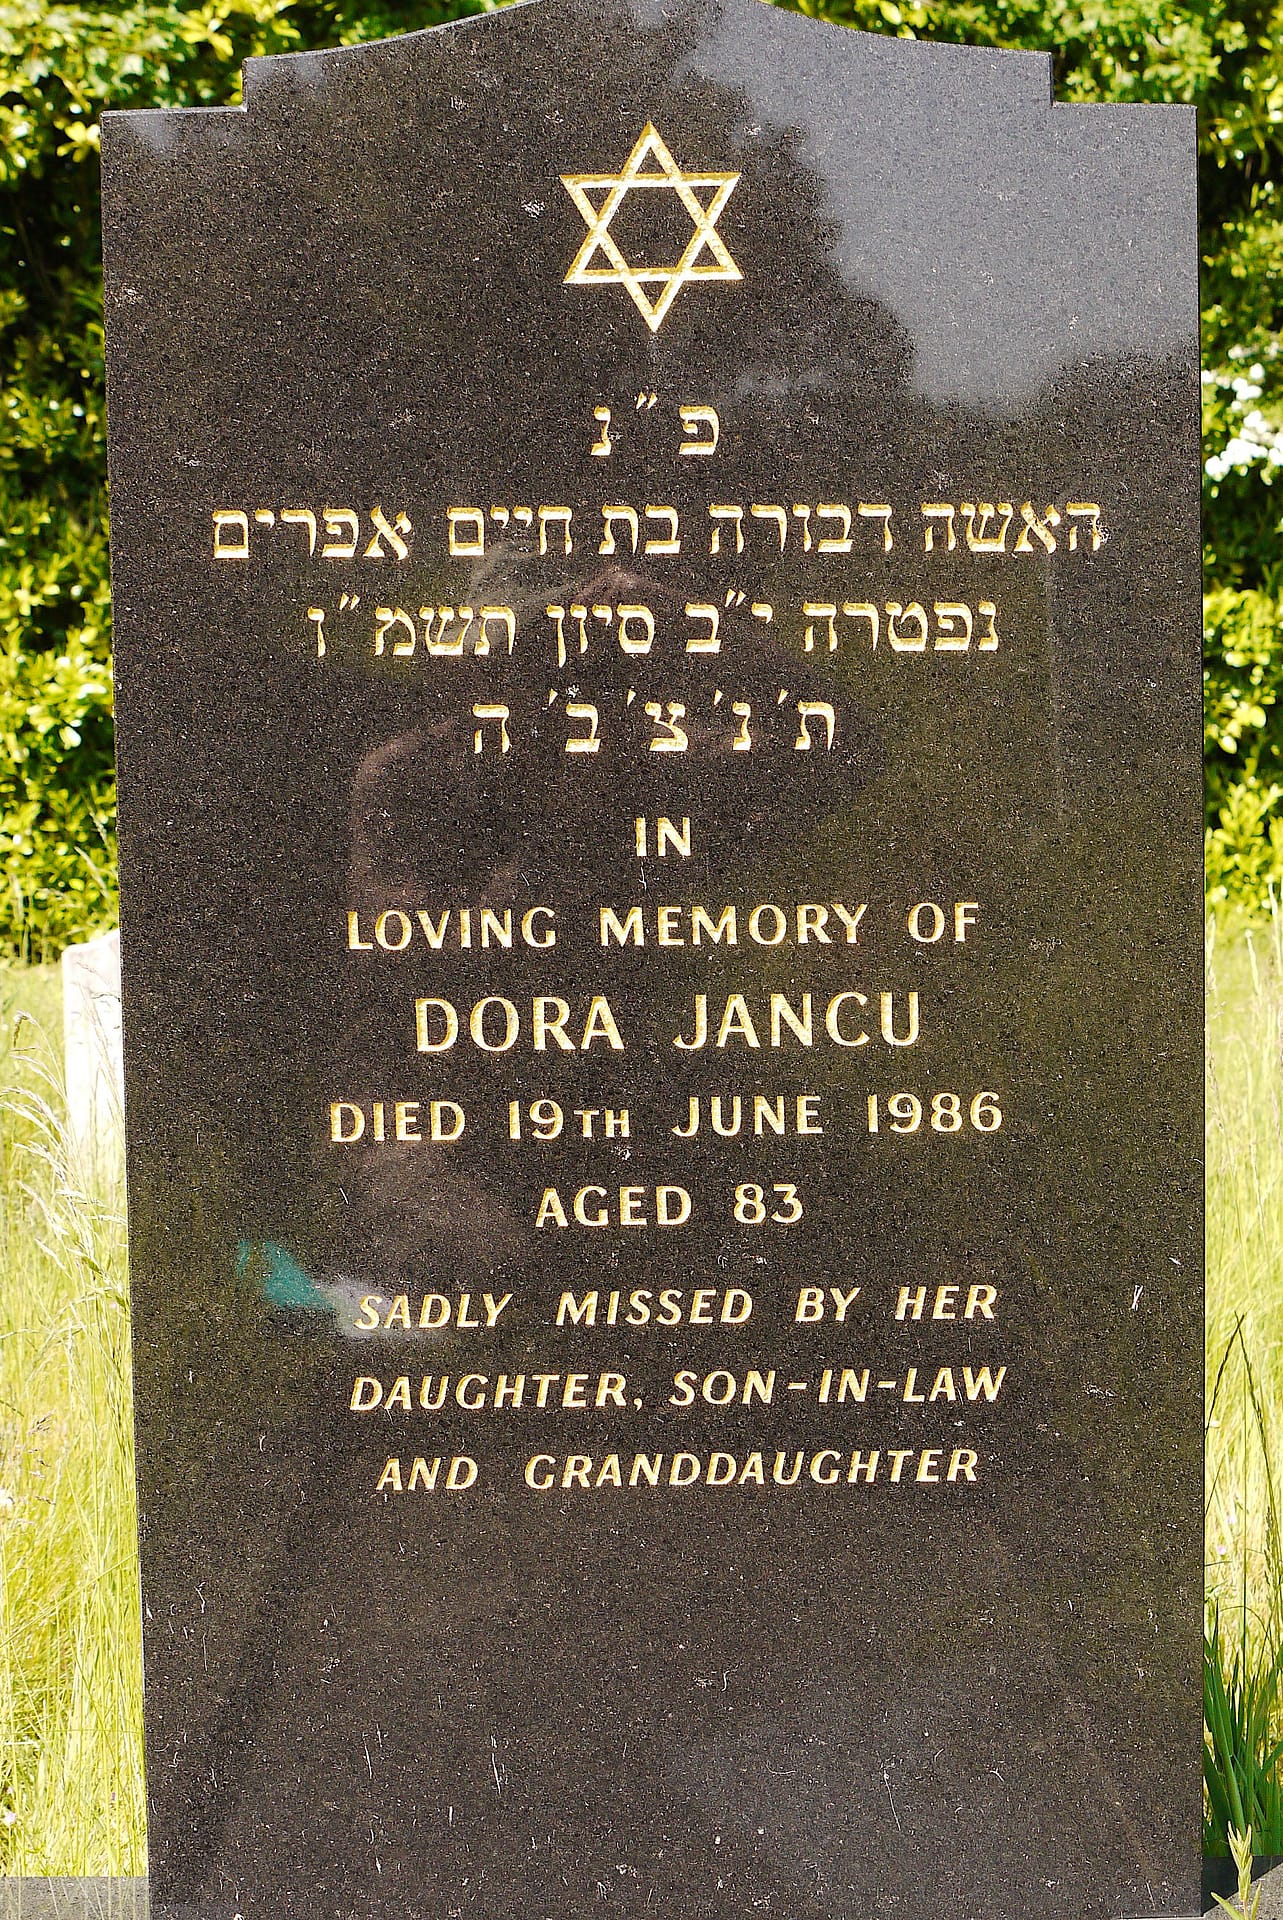 פ״נ
האשה דבורה בת חיים אפרים
נפטרה י״ב סיון תשמ״ו
ת׳ נ׳ צ׳ ב׳ ה
IN
LOVING MEMORY OF
DORA JANCU
DIED 19TH JUNE 1986
AGED 83
SADLY MISSED BY HER
DAUGHTER, SON-IN-LAW
AND GRANDDAUGHTER